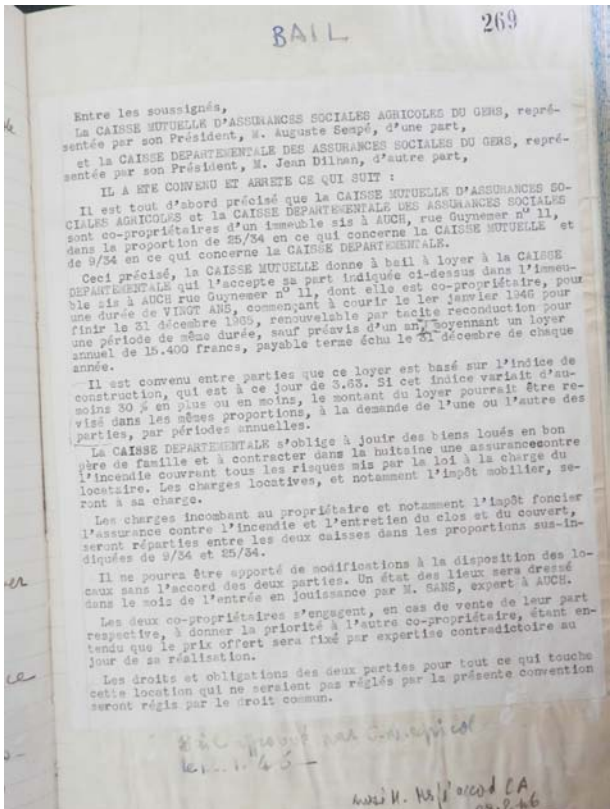 BAIL
269
Entre les soussignés,
La CAISSE MUTUELLE D'ASSURANCES SOCIALES AGRICOLES DU GERS, repré-
sentée par son Président, M. Auguste Sempé, d'une part,
et la CAISSE DEPARTEMENTALE DES ASSURANCES SOCIALES DU GERS, repré-
sentée par son Président, M. Jean Dilhan, d'autre part,
IL A ETE CONVENU ET ARRETE CE QUI SUIT :
Il est tout d'abord précisé que la CAISSE MUTUELLE D'ASSURANCES SO-
CIALES AGRICOLES et la CAISSE DEPARTEMENTALE DES ASSURANCES SOCIALES
sont co-propriétaires d'un immeuble sis à AUCH, rue Guynemer n° 11,
dans la proportion de 25/34 en ce qui concerne la CAISSE MUTUELLE et
de 9/34 en ce qui concerne la CAISSE DEPARTEMENTALE.
Ceci précisé, la CAISSE MUTUELLE donne à bail à loyer à la CAISSE
DEPARTEMENTALE qui l'accepte sa part indiquée ci-dessus dans l'immeu-
ble sis à AUCH rue Guynemer n° 11, dont elle est co-propriétaire, pour
une durée de VINGT ANS, commençant à courir le 1er janvier 1946 pour
finir le 31 décembre 1965, renouvelable par tacite reconduction pour
une période de même durée, sauf préavis d'un an, moyennant un loyer
annuel de 15.400 francs, payable terme échu le 31 décembre de chaque
année.
Il est convenu entre parties que ce loyer est basé sur l'indice de
construction, qui est à ce jour de 3.63. Si cet indice variait d'au-
moins 30 % en plus ou en moins, le montant du loyer pourrait être re-
visé dans les mêmes proportions, à la demande de l'une ou l'autre des
parties, par périodes annuelles.
La CAISSE DEPARTEMENTALE s'oblige à jouir des biens loués en bon
père de famille et à contracter dans la huitaine une assurancecontre
l'incendie couvrant tous les risques mis par la loi à la charge du
locataire. Les charges locatives, et notamment l'impôt mobilier, se-
ront à sa charge.
Les charges incombant au propriétaire et notamment l'impôt foncier
l'assurance contre l'incendie et l'entretien du clos et du couvert,
seront réparties entre les deux caisses dans les proportions sus-in-
diquées de 9/34 et 25/34.
Il ne pourra être apporté de modifications à la disposition des lo-
caux sans l'accord des deux parties. Un état des lieux sera dressé
dans le mois de l'entrée en jouissance par M. SANS, expert à AUCH.
Les deux co-propriétaires s'engagent, en cas de vente de leur part
respective, à donner la priorité à l'autre co-propriétaire, étant en-
tendu que le prix offert sera fixé par expertise contradictoire au
jour de sa réalisation.
Les droits et obligations des deux parties pour tout ce qui touche
cette location qui ne seraient pas réglés par la présente convention
seront régis par le droit commun.